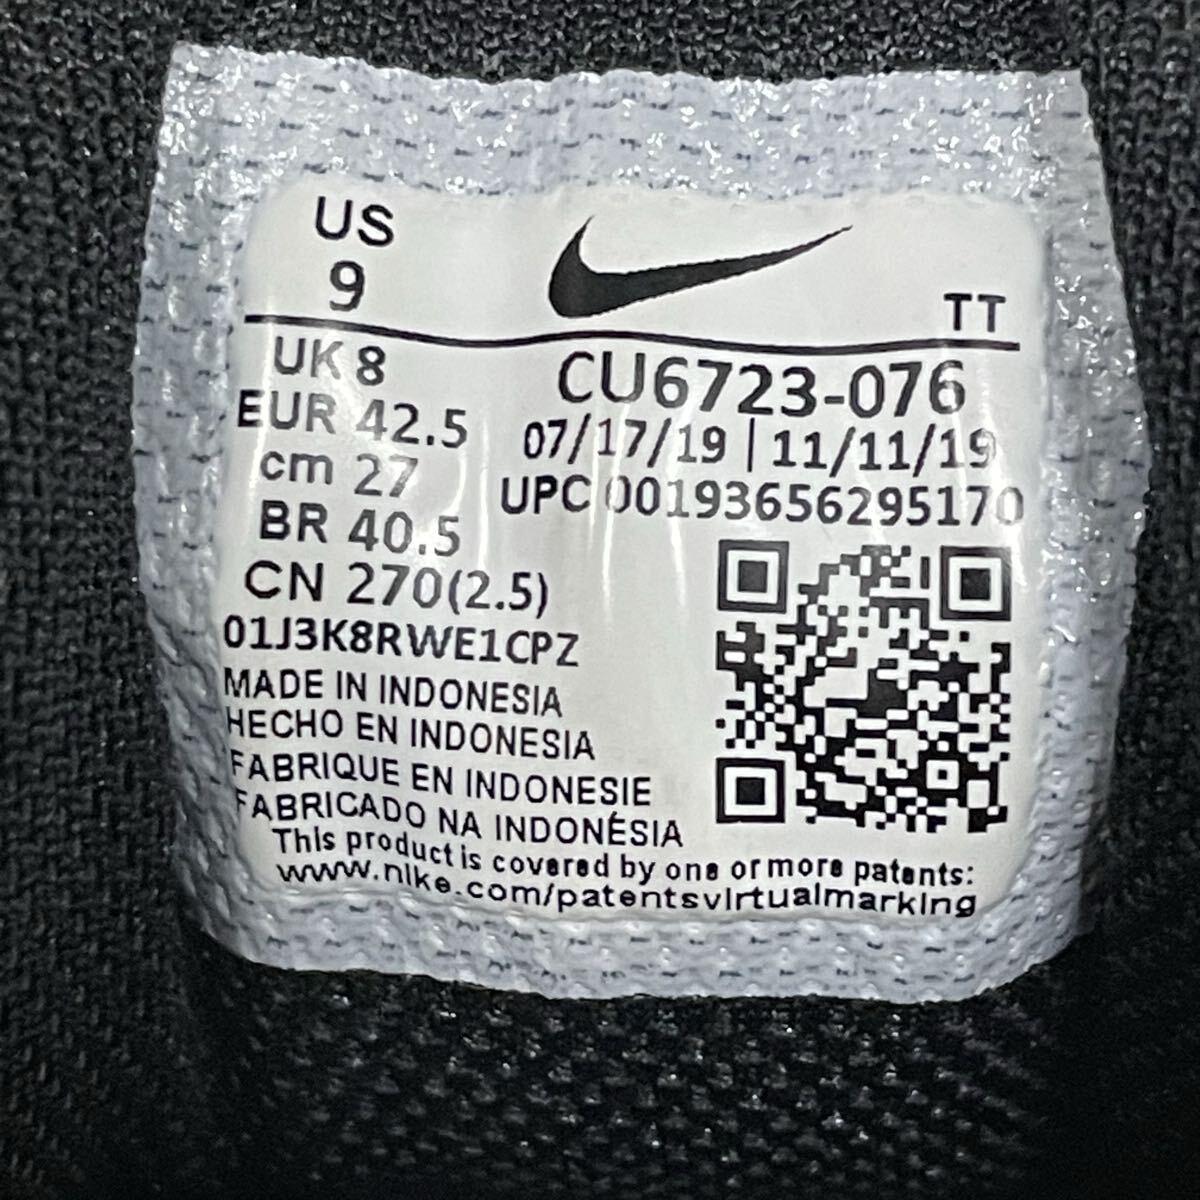 US
9
TT
UK 8
EUR 42.5
cm 27
BR 40.5
CN 270(2.5)
01J3K8RWE1CPZ
CU6723-076
07/17/19 | 11/11/19
UPC 00193656295170
MADE IN INDONESIA
HECHO EN INDONESIA
FABRIQUE EN INDONESIE
FABRICADO NA INDONÉSIA
This product is covered by one or more patents:
www.nike.com/patentsvirtualmarking